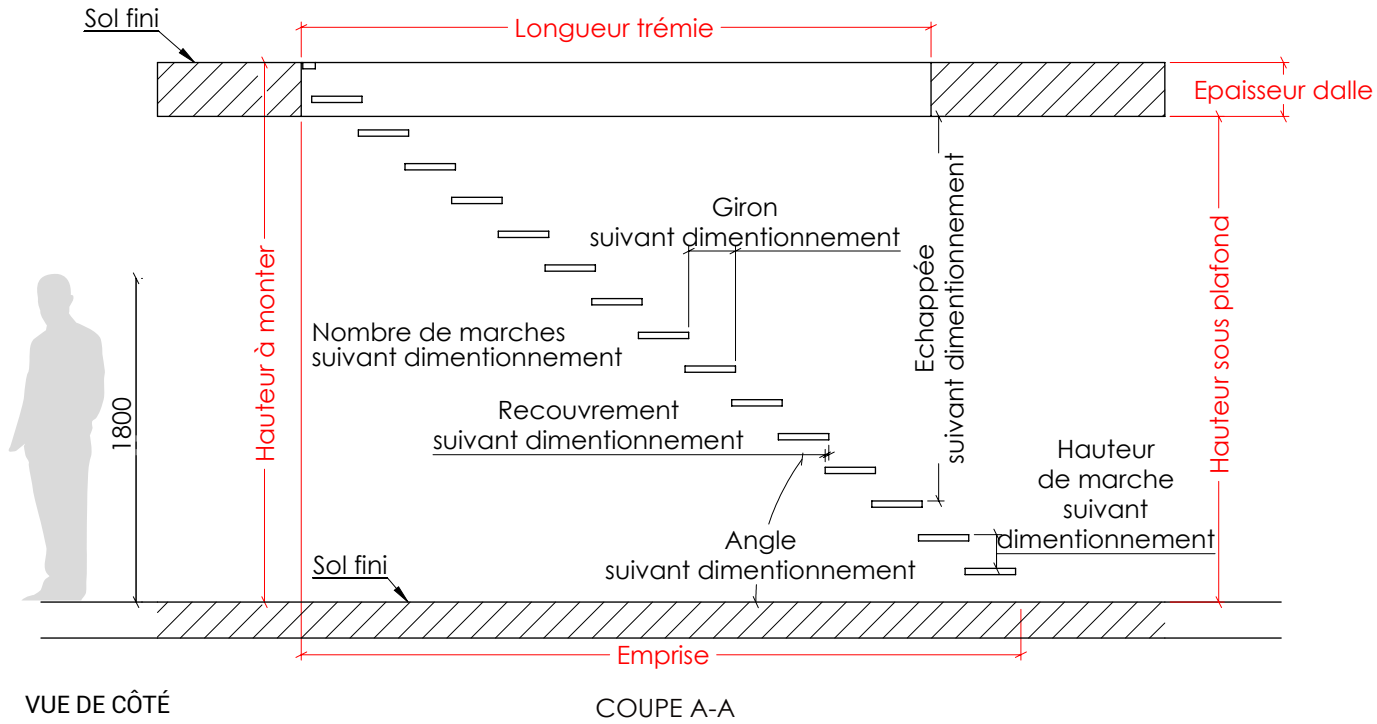 Sol fini
Longueur trémie
Epaisseur dalle
Giron
suivant dimentionnement
Echappée
suivant dimentionnement
Hauteur sous plafond
Hauteur à monter
Nombre de marches
suivant dimentionnement
1800
Recouvrement
suivant dimentionnement
Hauteur
de marche
suivant
dimentionnement
Angle
suivant dimentionnement
Sol fini
Emprise
VUE DE CÔTÉ
COUPE A-A